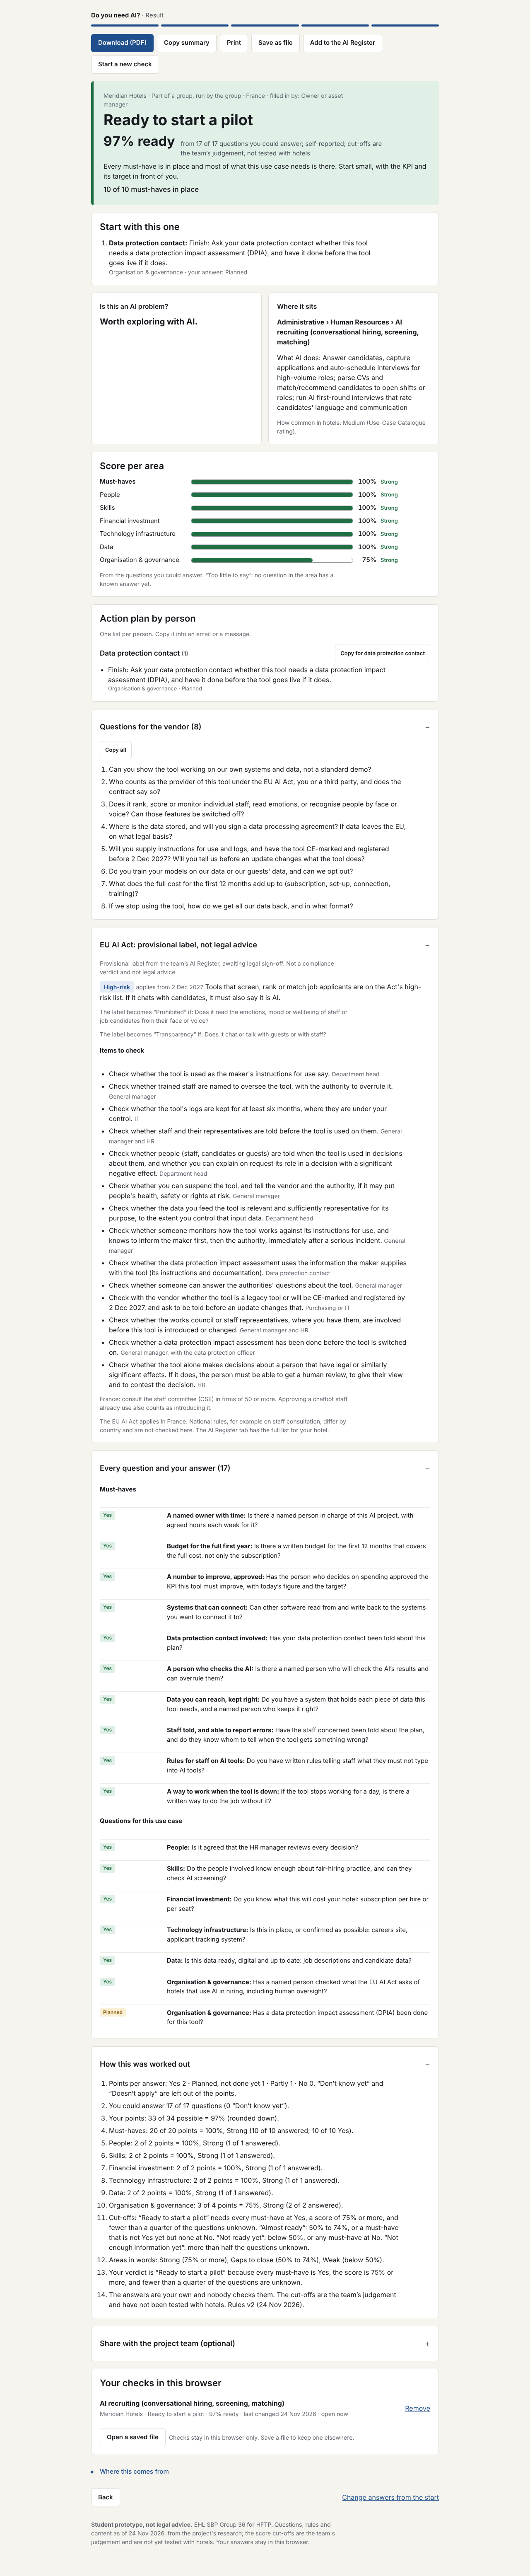 Do you need AI? · Result
Download (PDF)
Copy summary
Print
Save as file
Add to the AI Register
Start a new check
Meridian Hotels · Part of a group, run by the group · France · filled in by: Owner or asset
manager
Ready to start a pilot
97% ready from 17 of 17 questions you could answer; self-reported; cut-offs are
the team's judgement, not tested with hotels
Every must-have is in place and most of what this use case needs is there. Start small, with the KPI and
its target in front of you.
10 of 10 must-haves in place
Start with this one
1. Data protection contact: Finish: Ask your data protection contact whether this tool
needs a data protection impact assessment (DPIA), and have it done before the tool
goes live if it does.
Organisation & governance · your answer: Planned
Is this an AI problem?
Worth exploring with AI.
Where it sits
Administrative › Human Resources › AI
recruiting (conversational hiring, screening,
matching)
What AI does: Answer candidates, capture
applications and auto-schedule interviews for
high-volume roles; parse CVs and
match/recommend candidates to open shifts or
roles; run AI first-round interviews that rate
candidates' language and communication
How common in hotels: Medium (Use-Case Catalogue
rating).
Score per area
Must-haves 100% Strong
People 100% Strong
Skills 100% Strong
Financial investment 100% Strong
Technology infrastructure 100% Strong
Data 100% Strong
Organisation & governance 75% Strong
From the questions you could answer. "Too little to say": no question in the area has a
known answer yet.
Action plan by person
One list per person. Copy it into an email or a message.
Data protection contact (1)
Copy for data protection contact
• Finish: Ask your data protection contact whether this tool needs a data protection impact
assessment (DPIA), and have it done before the tool goes live if it does.
Organisation & governance · Planned
Questions for the vendor (8) −
Copy all
1. Can you show the tool working on our own systems and data, not a standard demo?
2. Who counts as the provider of this tool under the EU AI Act, you or a third party, and does the
contract say so?
3. Does it rank, score or monitor individual staff, read emotions, or recognise people by face or
voice? Can those features be switched off?
4. Where is the data stored, and will you sign a data processing agreement? If data leaves the EU,
on what legal basis?
5. Will you supply instructions for use and logs, and have the tool CE-marked and registered
before 2 Dec 2027? Will you tell us before an update changes what the tool does?
6. Do you train your models on our data or our guests' data, and can we opt out?
7. What does the full cost for the first 12 months add up to (subscription, set-up, connection,
training)?
8. If we stop using the tool, how do we get all our data back, and in what format?
EU AI Act: provisional label, not legal advice −
Provisional label from the team's AI Register, awaiting legal sign-off. Not a compliance
verdict and not legal advice.
High-risk applies from 2 Dec 2027 Tools that screen, rank or match job applicants are on the Act's high-
risk list. If it chats with candidates, it must also say it is AI.
The label becomes "Prohibited" if: Does it read the emotions, mood or wellbeing of staff or
job candidates from their face or voice?
The label becomes "Transparency" if: Does it chat or talk with guests or with staff?
Items to check
• Check whether the tool is used as the maker's instructions for use say. Department head
• Check whether trained staff are named to oversee the tool, with the authority to overrule it.
General manager
• Check whether the tool's logs are kept for at least six months, where they are under your
control. IT
• Check whether staff and their representatives are told before the tool is used on them. General
manager and HR
• Check whether people (staff, candidates or guests) are told when the tool is used in decisions
about them, and whether you can explain on request its role in a decision with a significant
negative effect. Department head
• Check whether you can suspend the tool, and tell the vendor and the authority, if it may put
people's health, safety or rights at risk. General manager
• Check whether the data you feed the tool is relevant and sufficiently representative for its
purpose, to the extent you control that input data. Department head
• Check whether someone monitors how the tool works against its instructions for use, and
knows to inform the maker first, then the authority, immediately after a serious incident. General
manager
• Check whether the data protection impact assessment uses the information the maker supplies
with the tool (its instructions and documentation). Data protection contact
• Check whether someone can answer the authorities' questions about the tool. General manager
• Check with the vendor whether the tool is a legacy tool or will be CE-marked and registered by
2 Dec 2027, and ask to be told before an update changes that. Purchasing or IT
• Check whether the works council or staff representatives, where you have them, are involved
before this tool is introduced or changed. General manager and HR
• Check whether a data protection impact assessment has been done before the tool is switched
on. General manager, with the data protection officer
• Check whether the tool alone makes decisions about a person that have legal or similarly
significant effects. If it does, the person must be able to get a human review, to give their view
and to contest the decision. HR
France: consult the staff committee (CSE) in firms of 50 or more. Approving a chatbot staff
already use also counts as introducing it.
The EU AI Act applies in France. National rules, for example on staff consultation, differ by
country and are not checked here. The AI Register tab has the full list for your hotel.
Every question and your answer (17) −
Must-haves
Yes A named owner with time: Is there a named person in charge of this AI project, with
agreed hours each week for it?
Yes Budget for the full first year: Is there a written budget for the first 12 months that covers
the full cost, not only the subscription?
Yes A number to improve, approved: Has the person who decides on spending approved the
KPI this tool must improve, with today's figure and the target?
Yes Systems that can connect: Can other software read from and write back to the systems
you want to connect it to?
Yes Data protection contact involved: Has your data protection contact been told about this
plan?
Yes A person who checks the AI: Is there a named person who will check the AI's results and
can overrule them?
Yes Data you can reach, kept right: Do you have a system that holds each piece of data this
tool needs, and a named person who keeps it right?
Yes Staff told, and able to report errors: Have the staff concerned been told about the plan,
and do they know whom to tell when the tool gets something wrong?
Yes Rules for staff on AI tools: Do you have written rules telling staff what they must not type
into AI tools?
Yes A way to work when the tool is down: If the tool stops working for a day, is there a
written way to do the job without it?
Questions for this use case
Yes People: Is it agreed that the HR manager reviews every decision?
Yes Skills: Do the people involved know enough about fair-hiring practice, and can they
check AI screening?
Yes Financial investment: Do you know what this will cost your hotel: subscription per hire or
per seat?
Yes Technology infrastructure: Is this in place, or confirmed as possible: careers site,
applicant tracking system?
Yes Data: Is this data ready, digital and up to date: job descriptions and candidate data?
Yes Organisation & governance: Has a named person checked what the EU AI Act asks of
hotels that use AI in hiring, including human oversight?
Planned Organisation & governance: Has a data protection impact assessment (DPIA) been done
for this tool?
How this was worked out −
1. Points per answer: Yes 2 · Planned, not done yet 1 · Partly 1 · No 0. "Don't know yet" and
"Doesn't apply" are left out of the points.
2. You could answer 17 of 17 questions (0 "Don't know yet").
3. Your points: 33 of 34 possible = 97% (rounded down).
4. Must-haves: 20 of 20 points = 100%, Strong (10 of 10 answered; 10 of 10 Yes).
5. People: 2 of 2 points = 100%, Strong (1 of 1 answered).
6. Skills: 2 of 2 points = 100%, Strong (1 of 1 answered).
7. Financial investment: 2 of 2 points = 100%, Strong (1 of 1 answered).
8. Technology infrastructure: 2 of 2 points = 100%, Strong (1 of 1 answered).
9. Data: 2 of 2 points = 100%, Strong (1 of 1 answered).
10. Organisation & governance: 3 of 4 points = 75%, Strong (2 of 2 answered).
11. Cut-offs: "Ready to start a pilot" needs every must-have at Yes, a score of 75% or more, and
fewer than a quarter of the questions unknown. "Almost ready": 50% to 74%, or a must-have
that is not Yes yet but none at No. "Not ready yet": below 50%, or any must-have at No. "Not
enough information yet": more than half the questions unknown.
12. Areas in words: Strong (75% or more), Gaps to close (50% to 74%), Weak (below 50%).
13. Your verdict is "Ready to start a pilot" because every must-have is Yes, the score is 75% or
more, and fewer than a quarter of the questions are unknown.
14. The answers are your own and nobody checks them. The cut-offs are the team's judgement
and have not been tested with hotels. Rules v2 (24 Nov 2026).
Share with the project team (optional) +
Your checks in this browser
AI recruiting (conversational hiring, screening, matching)
Meridian Hotels · Ready to start a pilot · 97% ready · last changed 24 Nov 2026 · open now
Remove
Open a saved file
Checks stay in this browser only. Save a file to keep one elsewhere.
▸ Where this comes from
Back
Change answers from the start
Student prototype, not legal advice. EHL SBP Group 36 for HFTP. Questions, rules and
content as of 24 Nov 2026, from the project's research; the score cut-offs are the team's
judgement and are not yet tested with hotels. Your answers stay in this browser.